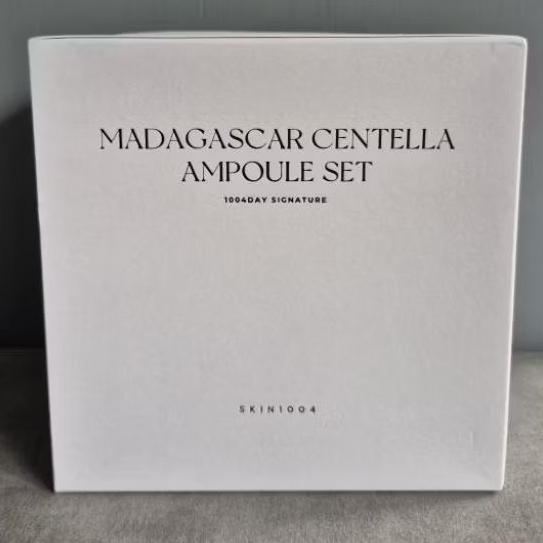 MADAGASCAR CENTELLA
AMPOULE SET
1004DAY SIGNATURE
SKIN1004